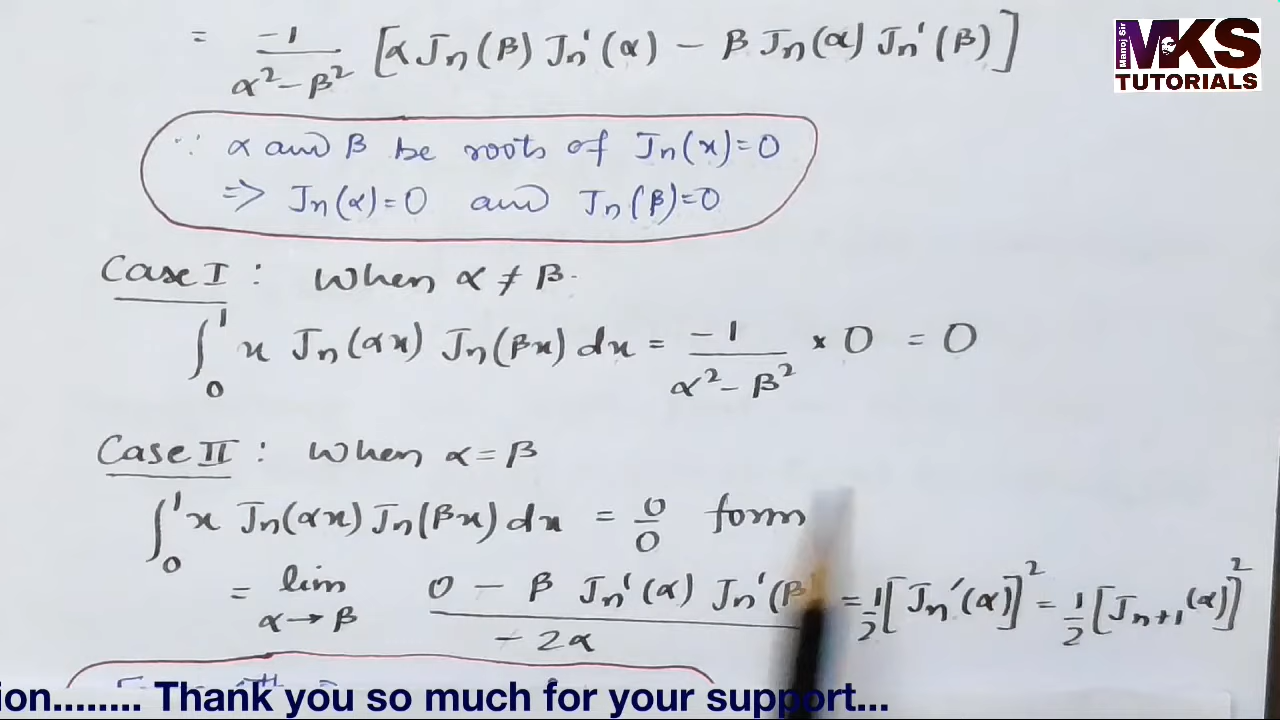 = -1/(α²-β²) [α Jn(β) Jn'(α) - β Jn(α) Jn'(β)]
Manoj Sir MKS
TUTORIALS
∵ α and β be roots of Jn(x)=0
=> Jn(α)=0 and Jn(β)=0
Case I : When α ≠ β.
∫₀¹ x Jn(αx) Jn(βx) dx = -1/(α²-β²) × 0 = 0
Case II : When α = β
∫₀¹ x Jn(αx) Jn(βx) dx = 0/0 form
= lim α→β (0 - β Jn'(α) Jn'(β)/(-2α) = 1/2 [Jn'(α)]² = 1/2 [Jn+1(α)]²
ion........ Thank you so much for your support...